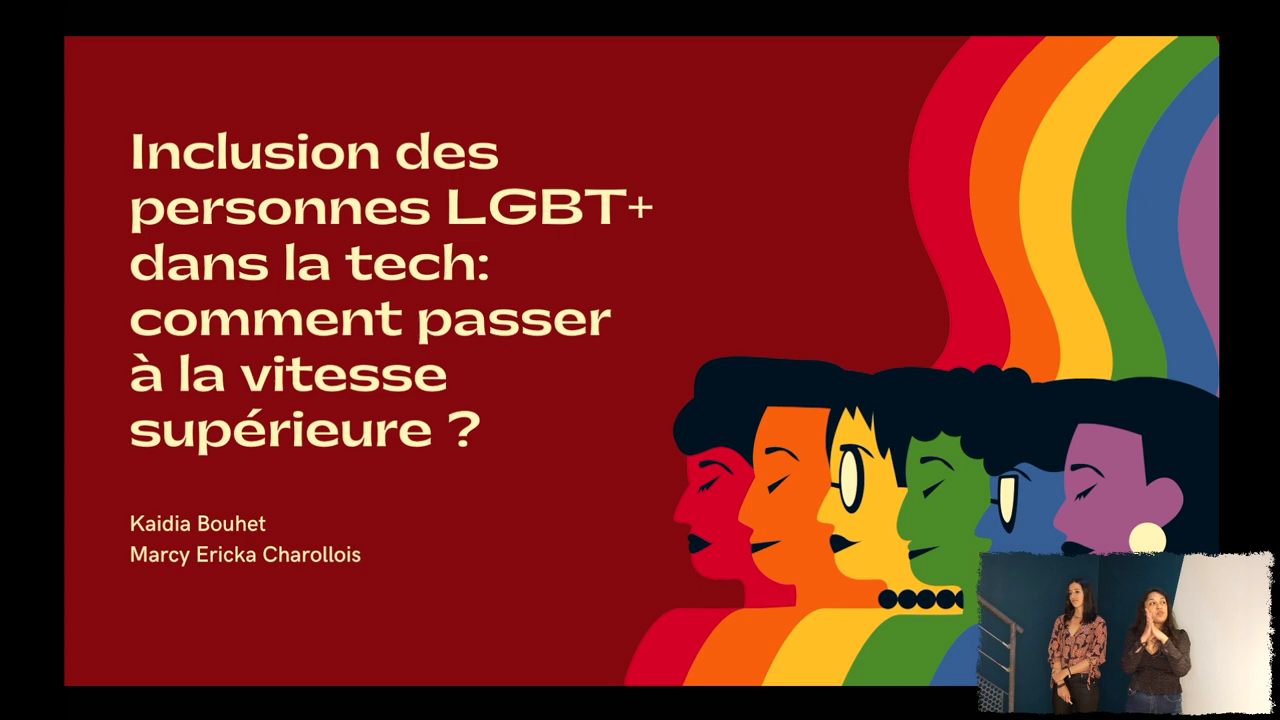 Inclusion des
personnes LGBT+
dans la tech:
comment passer
à la vitesse
supérieure ?
Kaidia Bouhet
Marcy Ericka Charollois